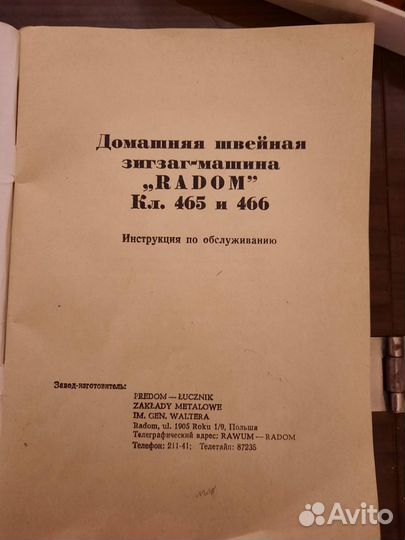 Домашняя швейная
зигзаг-машина
„RADOM”
Кл. 465 и 466
Инструкция по обслуживанию
Завод-изготовитель:
PREDOM — ŁUCZNIK
ZAKŁADY METALOWE
IM. GEN. WALTERA
Radom, ul. 1905 Roku 1/9, Польша
Телеграфический адрес: RAWUM — RADOM
Телефон: 211-41; Телетайп: 87235
Avito